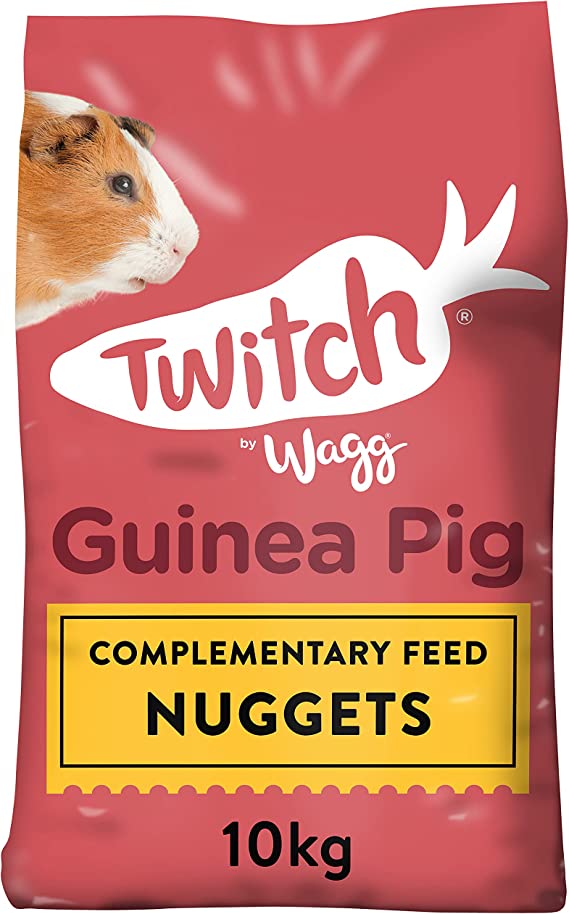 Twitch®
by Wagg®
Guinea Pig
COMPLEMENTARY FEED
NUGGETS
10kg